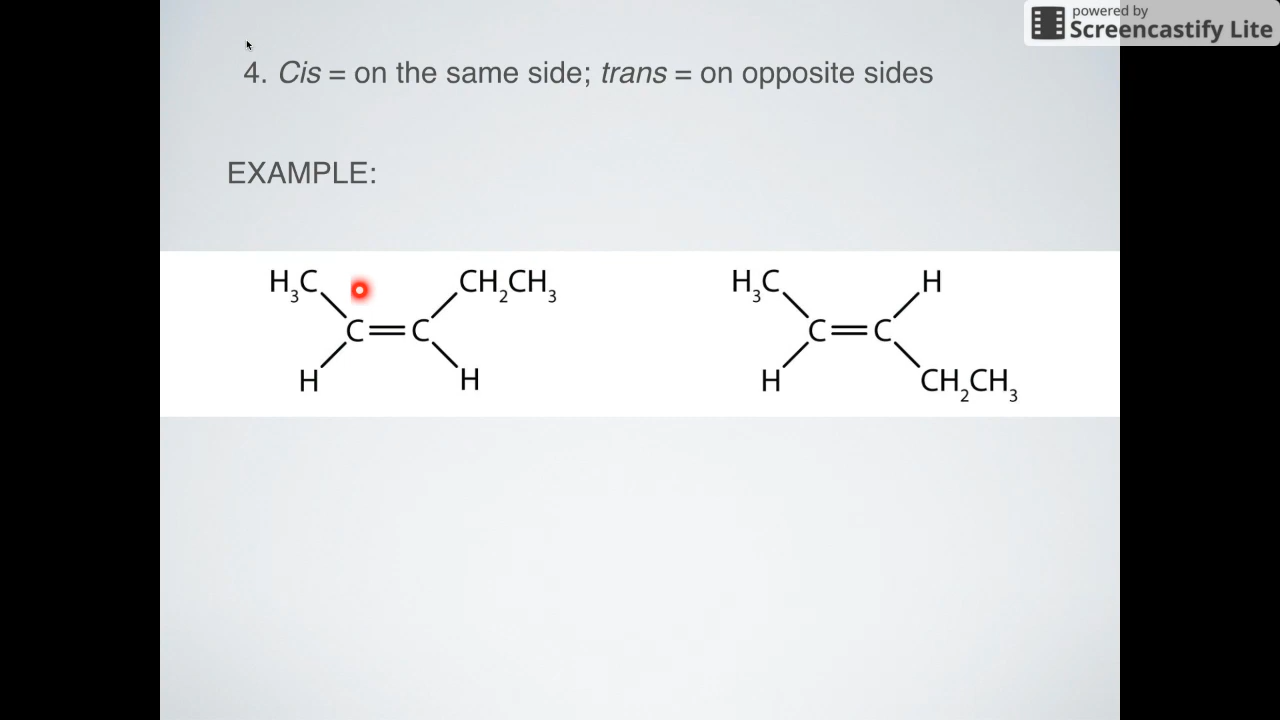 powered by
Screencastify Lite
4. Cis = on the same side; trans = on opposite sides
EXAMPLE:
H₃C CH₂CH₃ H₃C H
C=C C=C
H H H CH₂CH₃